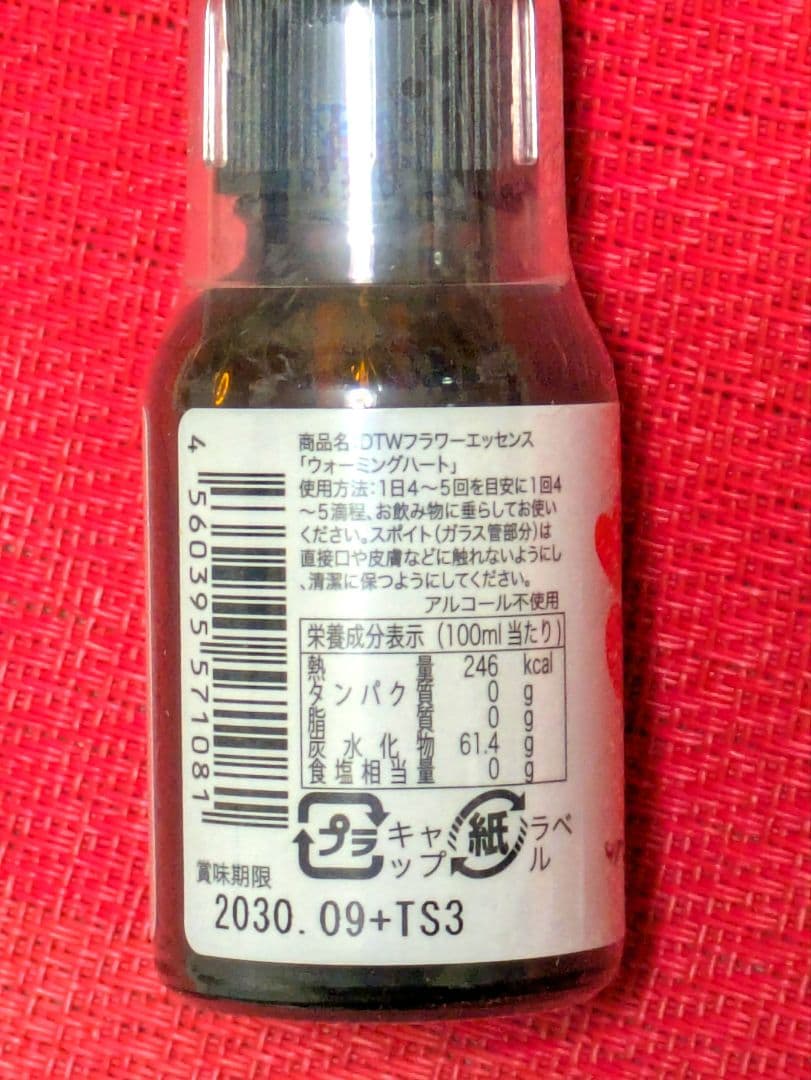 商品名:DTWフラワーエッセンス
「ウォーミングハート」
使用方法:1日4〜5回を目安に1回4
〜5滴程、お飲み物に垂らしてお使い
ください。スポイト(ガラス管部分)は
直接口や皮膚などに触れないようにし
、清潔に保つようにしてください。
アルコール不使用
栄養成分表示(100ml当たり)
熱量 246 kcal
タンパク質 0 g
脂質 0 g
炭水化物 61.4 g
食塩相当量 0 g
プラ キャップ 紙 ラベル
賞味期限
2030.09+TS3
4 560395 571081